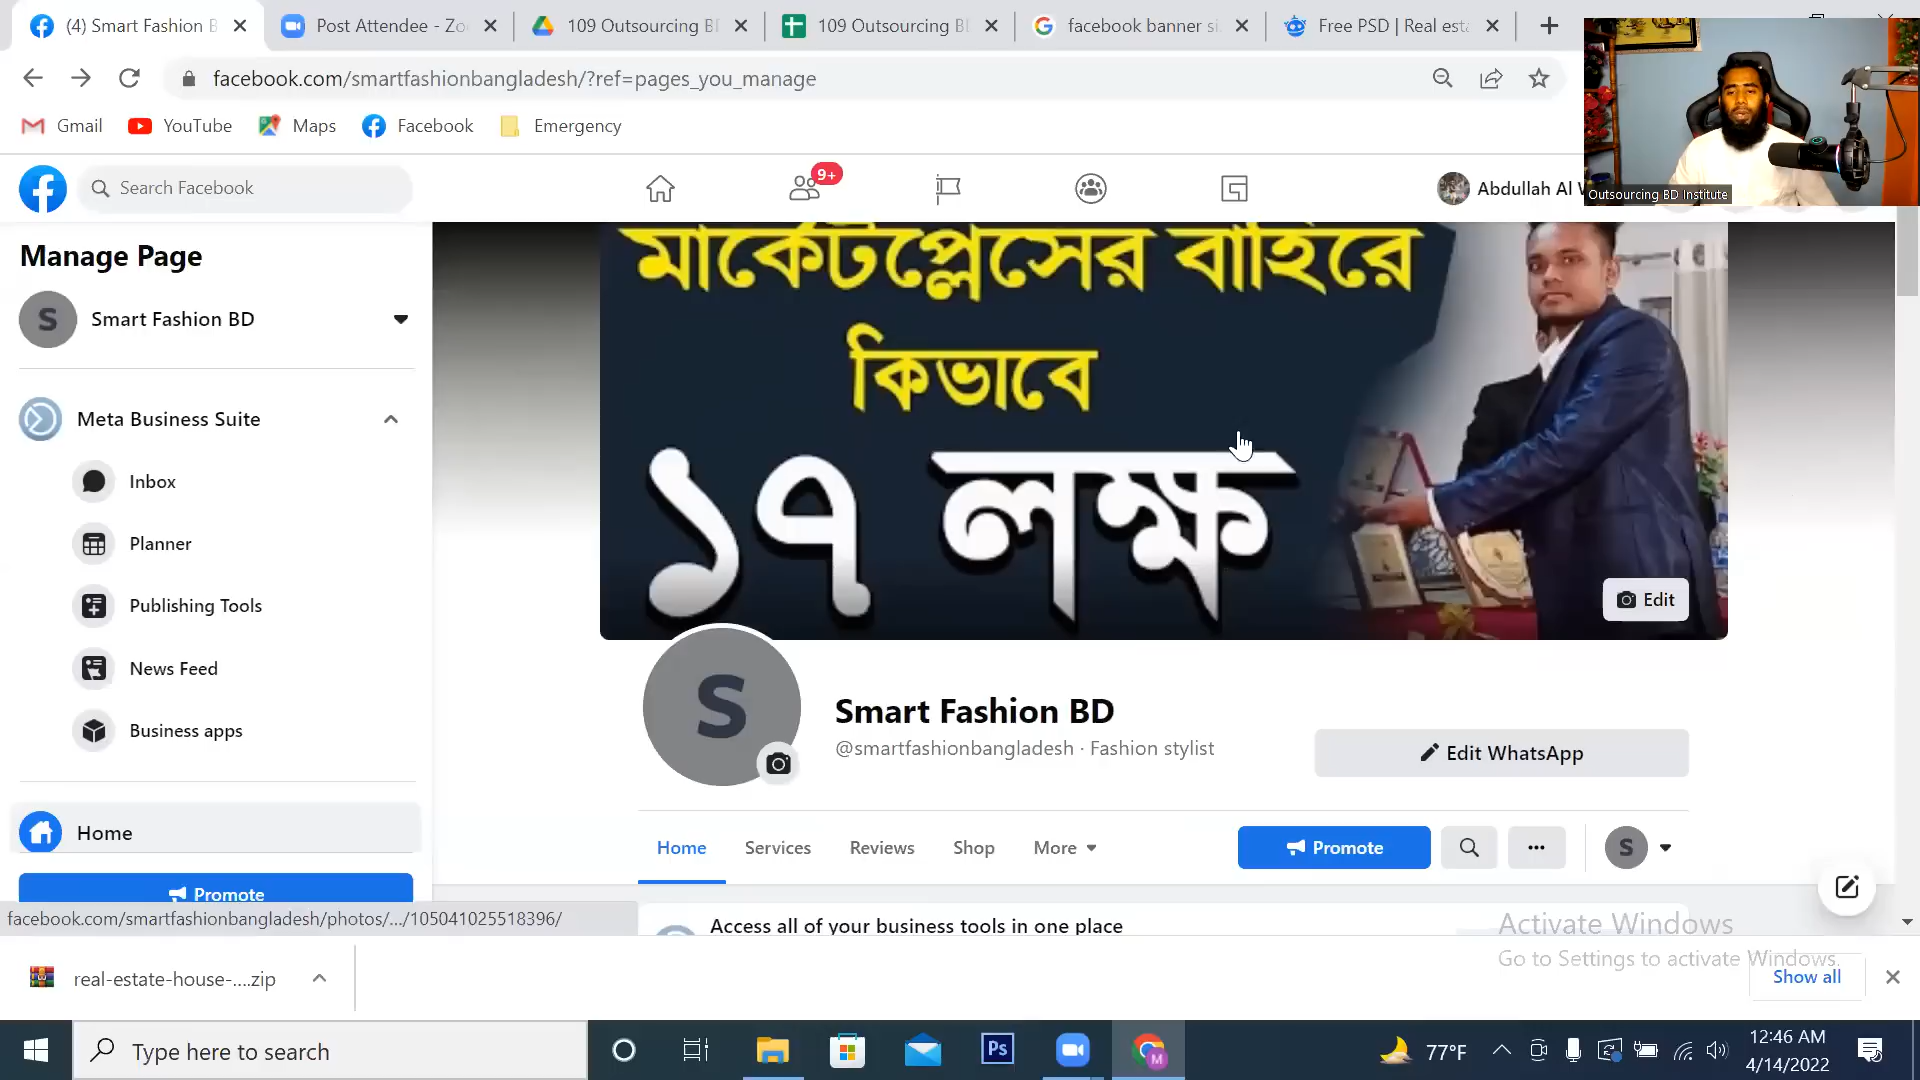 (4) Smart Fashion B
Post Attendee - Zo
109 Outsourcing B
109 Outsourcing B
facebook banner si
Free PSD | Real esta
facebook.com/smartfashionbangladesh/?ref=pages_you_manage
Gmail
YouTube
Maps
Facebook
Emergency
Outsourcing BD Institute
Search Facebook
9+
Abdullah Al
Manage Page
S Smart Fashion BD
Meta Business Suite
Inbox
Planner
Publishing Tools
News Feed
Business apps
Home
Promote
মার্কেটপ্লেসের বাহিরে
কিভাবে
১৭ লক্ষ
Edit
S
Smart Fashion BD
@smartfashionbangladesh · Fashion stylist
Edit WhatsApp
Home
Services
Reviews
Shop
More
Promote
S
Access all of your business tools in one place
facebook.com/smartfashionbangladesh/photos/.../105041025518396/
Activate Windows
Go to Settings to activate Windows.
real-estate-house-....zip
Show all
Type here to search
Ps
M
77°F
12:46 AM
4/14/2022